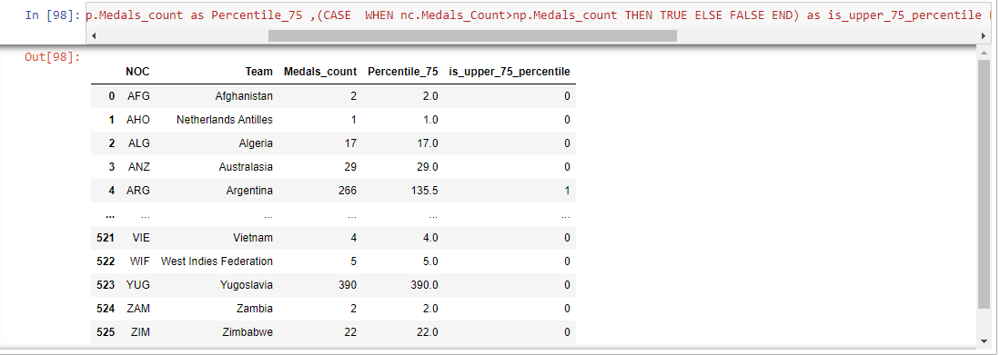 In [98]: p.Medals_count as Percentile_75 ,(CASE  WHEN nc.Medals_Count>np.Medals_count THEN TRUE ELSE FALSE END) as is_upper_75_percentile
Out[98]:
NOC Team Medals_count Percentile_75 is_upper_75_percentile
0 AFG Afghanistan 2 2.0 0
1 AHO Netherlands Antilles 1 1.0 0
2 ALG Algeria 17 17.0 0
3 ANZ Australasia 29 29.0 0
4 ARG Argentina 266 135.5 1
... ... ... ... ... ...
521 VIE Vietnam 4 4.0 0
522 WIF West Indies Federation 5 5.0 0
523 YUG Yugoslavia 390 390.0 0
524 ZAM Zambia 2 2.0 0
525 ZIM Zimbabwe 22 22.0 0